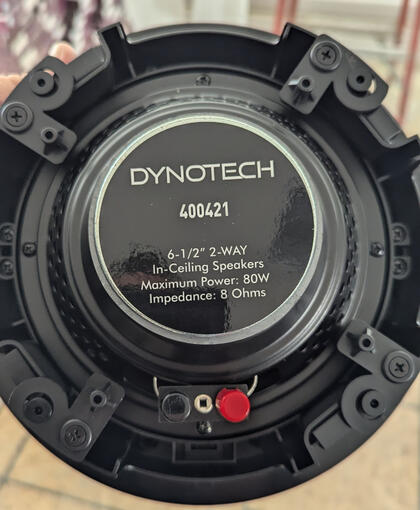 DYNOTECH
400421
6-1/2" 2-WAY
In-Ceiling Speakers
Maximum Power: 80W
Impedance: 8 Ohms